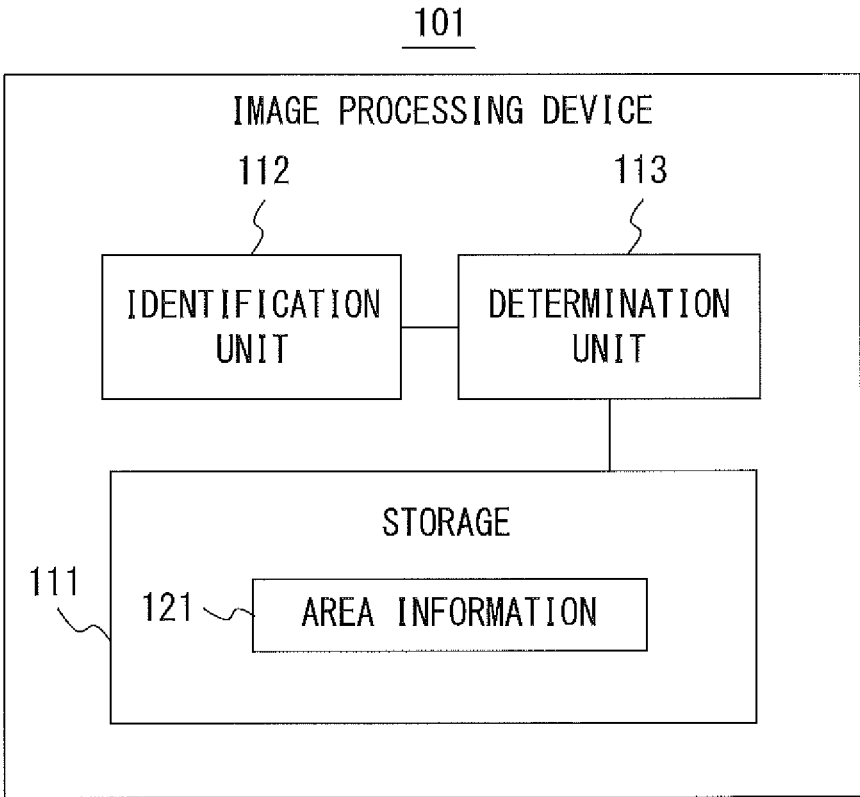 101
IMAGE PROCESSING DEVICE
112
113
IDENTIFICATION
UNIT
DETERMINATION
UNIT
STORAGE
111
121
AREA INFORMATION